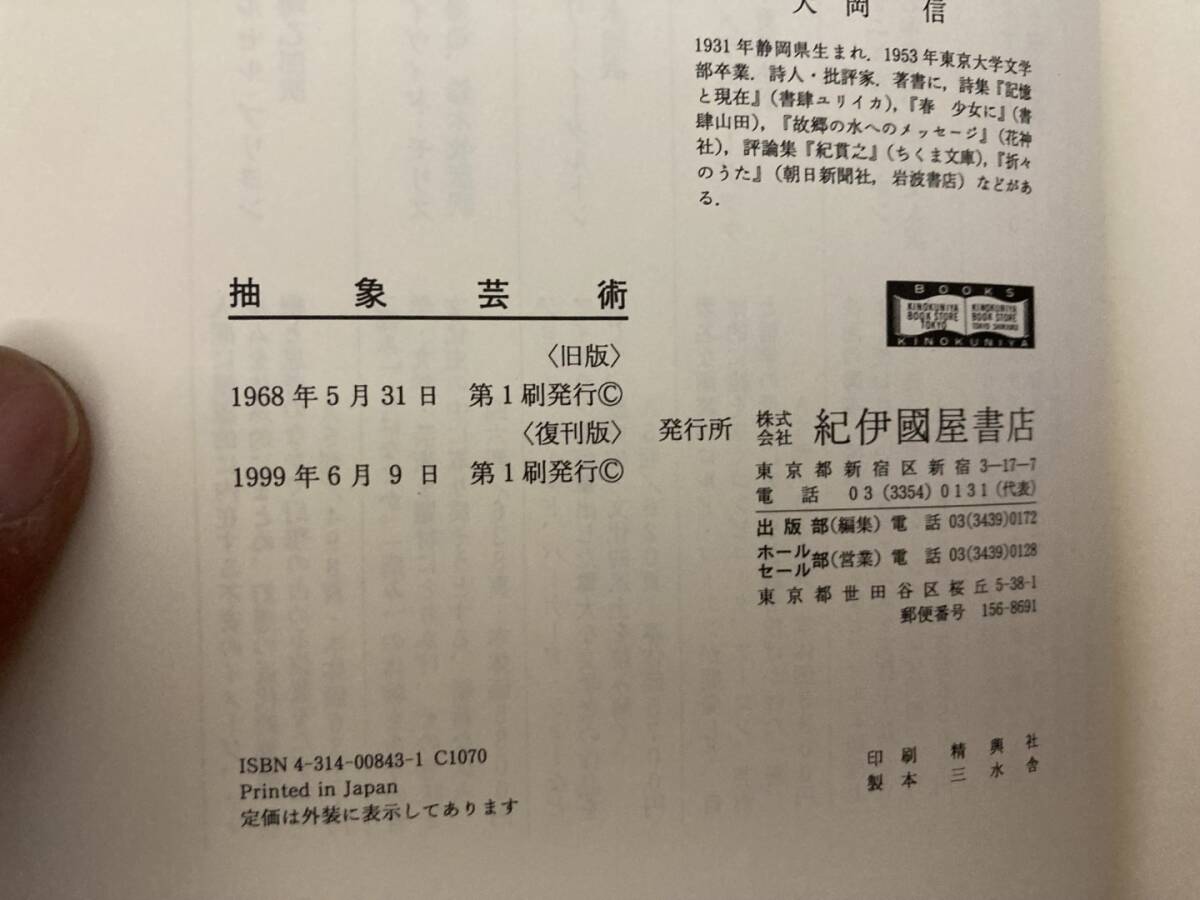 大岡信
1931年静岡県生まれ．1953年東京大学文学
部卒業．詩人・批評家．著書に，詩集『記憶
と現在』（書肆ユリイカ），『春　少女に』（書
肆山田），『故郷の水へのメッセージ』（花神
社），評論集『紀貫之』（ちくま文庫），『折々
のうた』（朝日新聞社，岩波書店）などがあ
る．
抽象芸術
〈旧版〉
1968年5月31日　第1刷発行©
〈復刊版〉
1999年6月9日　第1刷発行©
BOOKS
KINOKUNIYA
BOOK STORE
TOKYO
KINOKUNIYA
BOOK STORE
TOKYO SHINJUKU
KINOKUNIYA
発行所　株式会社　紀伊國屋書店
東京都新宿区新宿3-17-7
電話　03(3354)0131(代表)
出版部(編集)電話 03(3439)0172
ホールセール部(営業)電話 03(3439)0128
東京都世田谷区桜丘5-38-1
郵便番号　156-8691
ISBN 4-314-00843-1 C1070
Printed in Japan
定価は外装に表示してあります
印刷　精興社
製本　三水舎